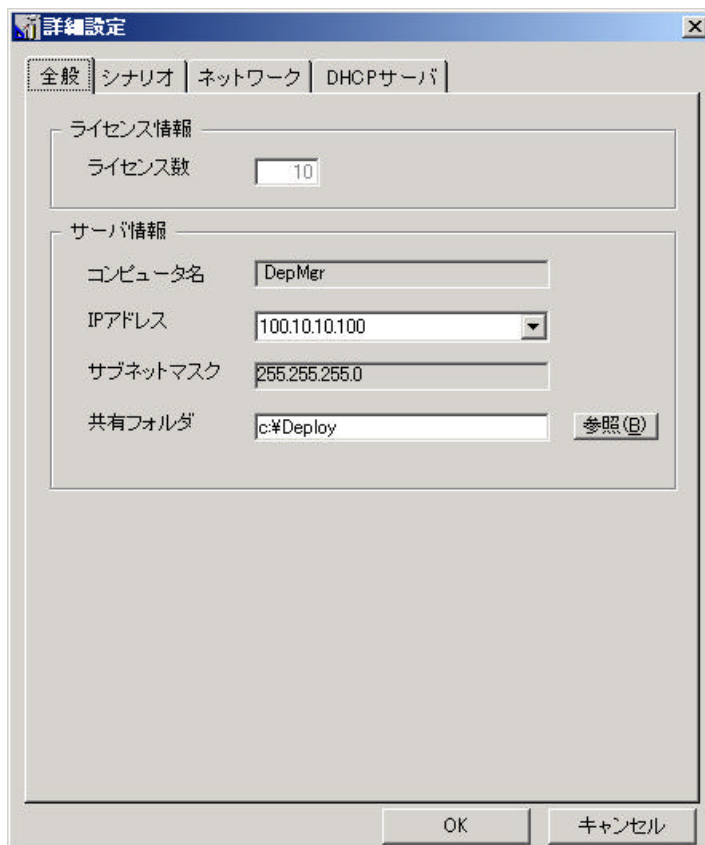 詳細設定
全般 シナリオ ネットワーク DHCPサーバ
ライセンス情報
ライセンス数 10
サーバ情報
コンピュータ名 DepMgr
IPアドレス 100.10.10.100
サブネットマスク 255.255.255.0
共有フォルダ c:¥Deploy 参照(B)
OK キャンセル